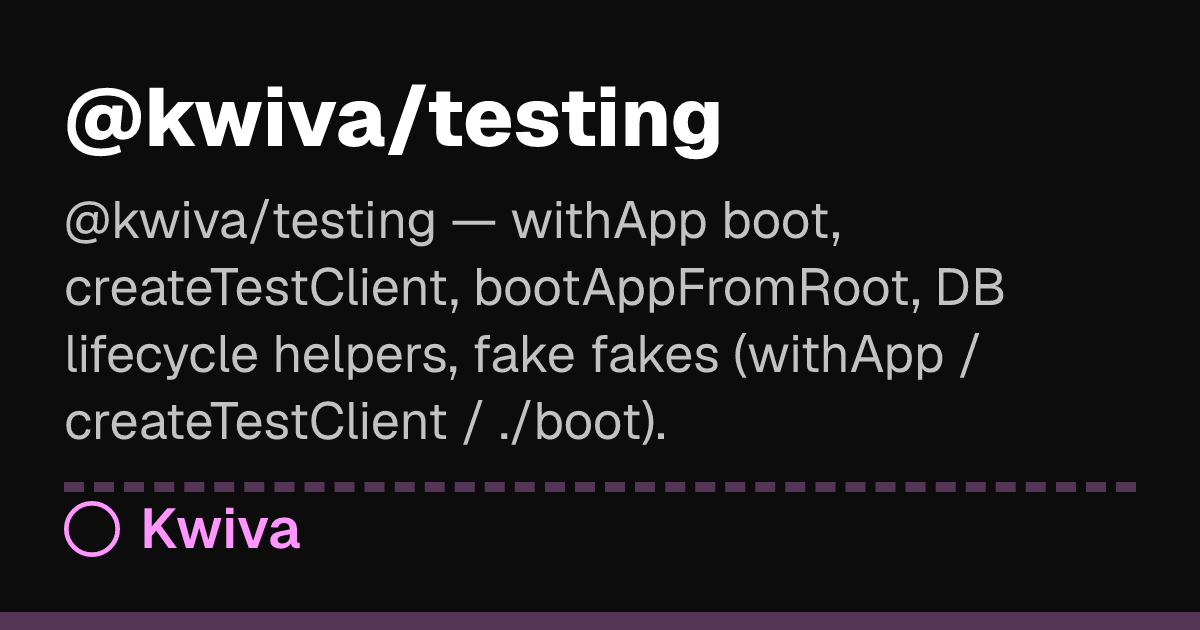 @kwiva/testing
@kwiva/testing — withApp boot,
createTestClient, bootAppFromRoot, DB
lifecycle helpers, fake fakes (withApp /
createTestClient / ./boot).
Kwiva